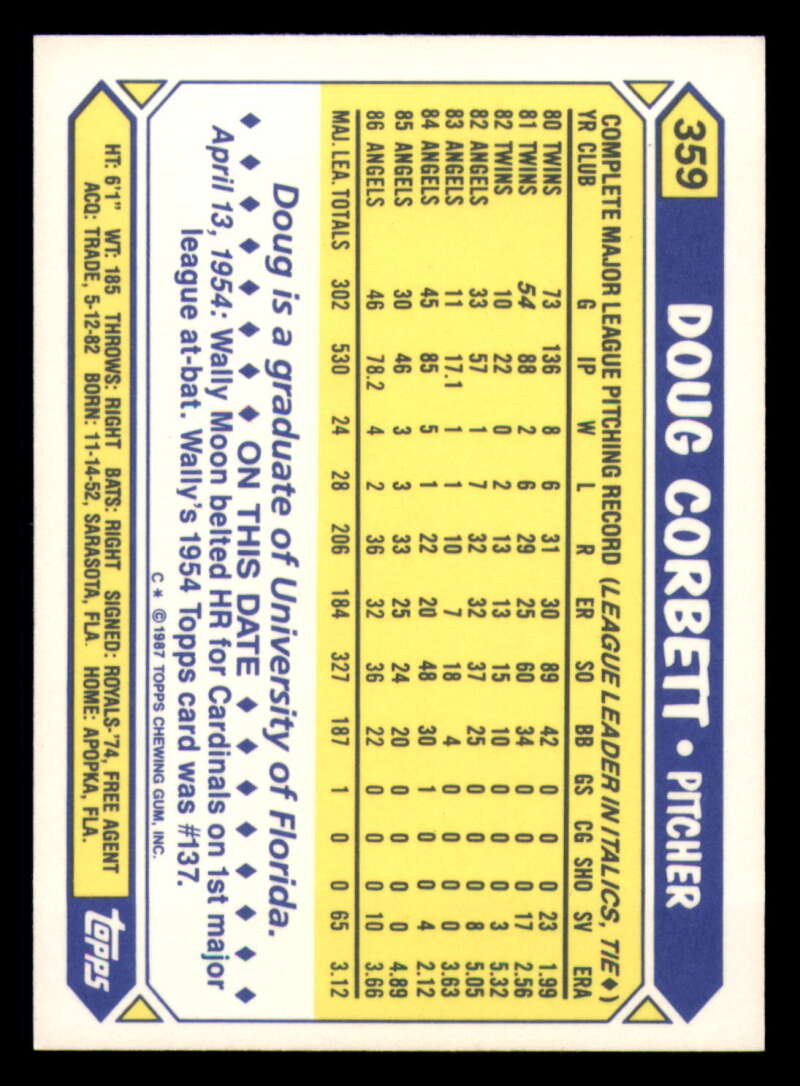 359 DOUG CORBETT • PITCHER
COMPLETE MAJOR LEAGUE PITCHING RECORD (LEAGUE LEADER IN ITALICS, TIE ♦)
YR CLUB G IP W L R ER SO BB GS CG SHO SV ERA
80 TWINS 73 136 8 6 31 30 89 42 0 0 0 23 1.99
81 TWINS 54 88 2 6 29 25 60 34 0 0 0 17 2.56
82 TWINS 10 22 0 2 13 13 15 10 0 0 0 3 5.32
82 ANGELS 33 57 1 7 32 32 37 25 0 0 0 8 5.05
83 ANGELS 11 17.1 1 1 10 7 18 4 0 0 0 0 3.63
84 ANGELS 45 85 5 1 22 20 48 30 1 0 0 4 2.12
85 ANGELS 30 46 3 3 33 25 24 20 0 0 0 0 4.89
86 ANGELS 46 78.2 4 2 36 32 36 22 0 0 0 10 3.66
MAJ. LEA. TOTALS 302 530 24 28 206 184 327 187 1 0 0 65 3.12
Doug is a graduate of University of Florida.
♦ ♦ ♦ ♦ ♦ ♦ ♦ ♦ ON THIS DATE ♦ ♦ ♦ ♦ ♦ ♦ ♦ ♦
April 13, 1954: Wally Moon belted HR for Cardinals on 1st major
league at-bat. Wally's 1954 Topps card was #137.
C * © 1987 TOPPS CHEWING GUM, INC.
HT: 6'1" WT: 185 THROWS: RIGHT BATS: RIGHT SIGNED: ROYALS-'74, FREE AGENT
ACQ: TRADE, 5-12-82 BORN: 11-14-52, SARASOTA, FLA. HOME: APOPKA, FLA.
TOPPS